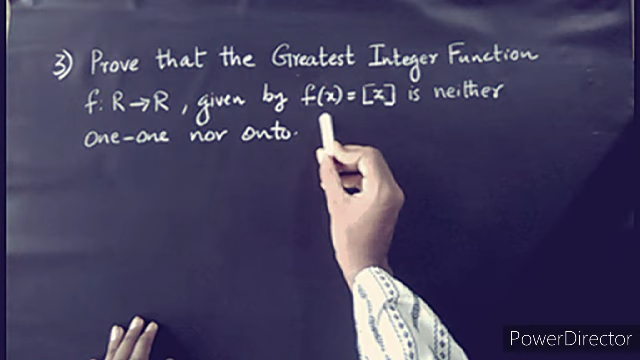 3) Prove that the Greatest Integer Function
f: R→R, given by f(x)=[x] is neither
one-one nor onto.
PowerDirector